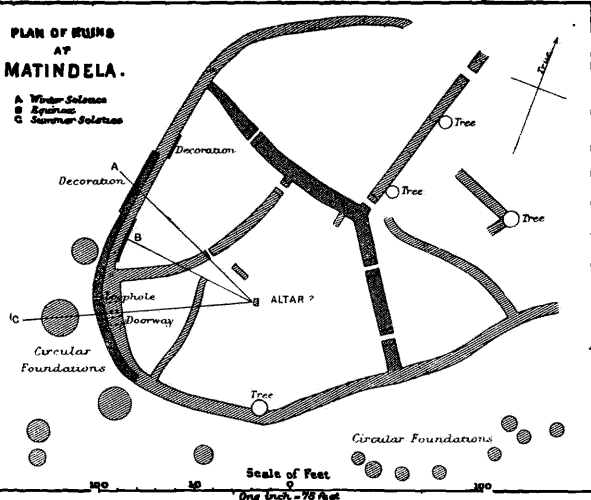 PLAN OF RUINS
AT
MATINDELA.
A Winter Solstice
B Equinox
C Summer Solstice
True
Tree
Decoration
A
Decoration
Tree
Tree
B
ALTAR ?
Loophole
C
Doorway
Circular
Foundations
Tree
Circular Foundations
Scale of Feet
100 50 0 100
One inch = 75 feet